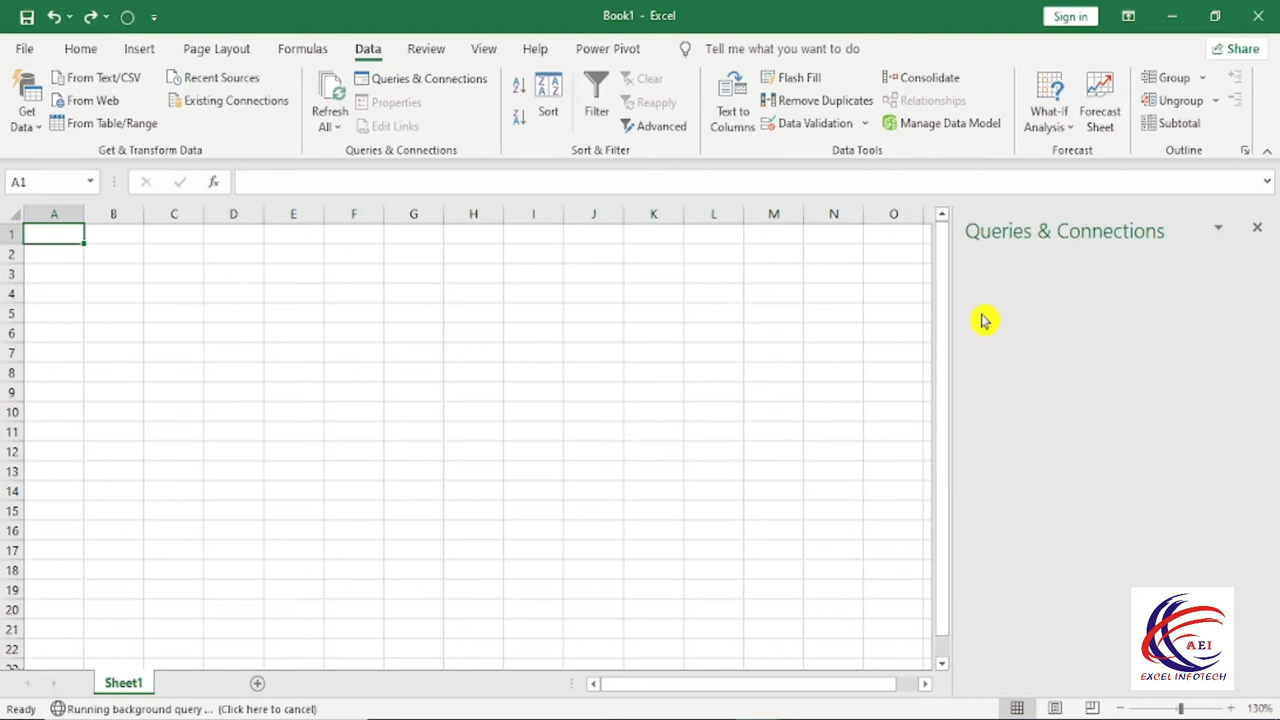 Book1 - Excel
Sign in
File Home Insert Page Layout Formulas Data Review View Help Power Pivot Tell me what you want to do Share
From Text/CSV Recent Sources Queries & Connections Clear Flash Fill Consolidate Group
Get Data From Web Existing Connections Refresh All Properties Sort Filter Reapply Text to Columns Remove Duplicates Relationships What-If Analysis Forecast Sheet Ungroup
From Table/Range Edit Links Advanced Data Validation Manage Data Model Subtotal
Get & Transform Data Queries & Connections Sort & Filter Data Tools Forecast Outline
A1 fx
A B C D E F G H I J K L M N O
Queries & Connections
1
2
3
4
5
6
7
8
9
10
11
12
13
14
15
16
17
18
19
20
21
22
AEI
EXCEL INFOTECH
Sheet1
Ready Running background query ... (Click here to cancel) 130%